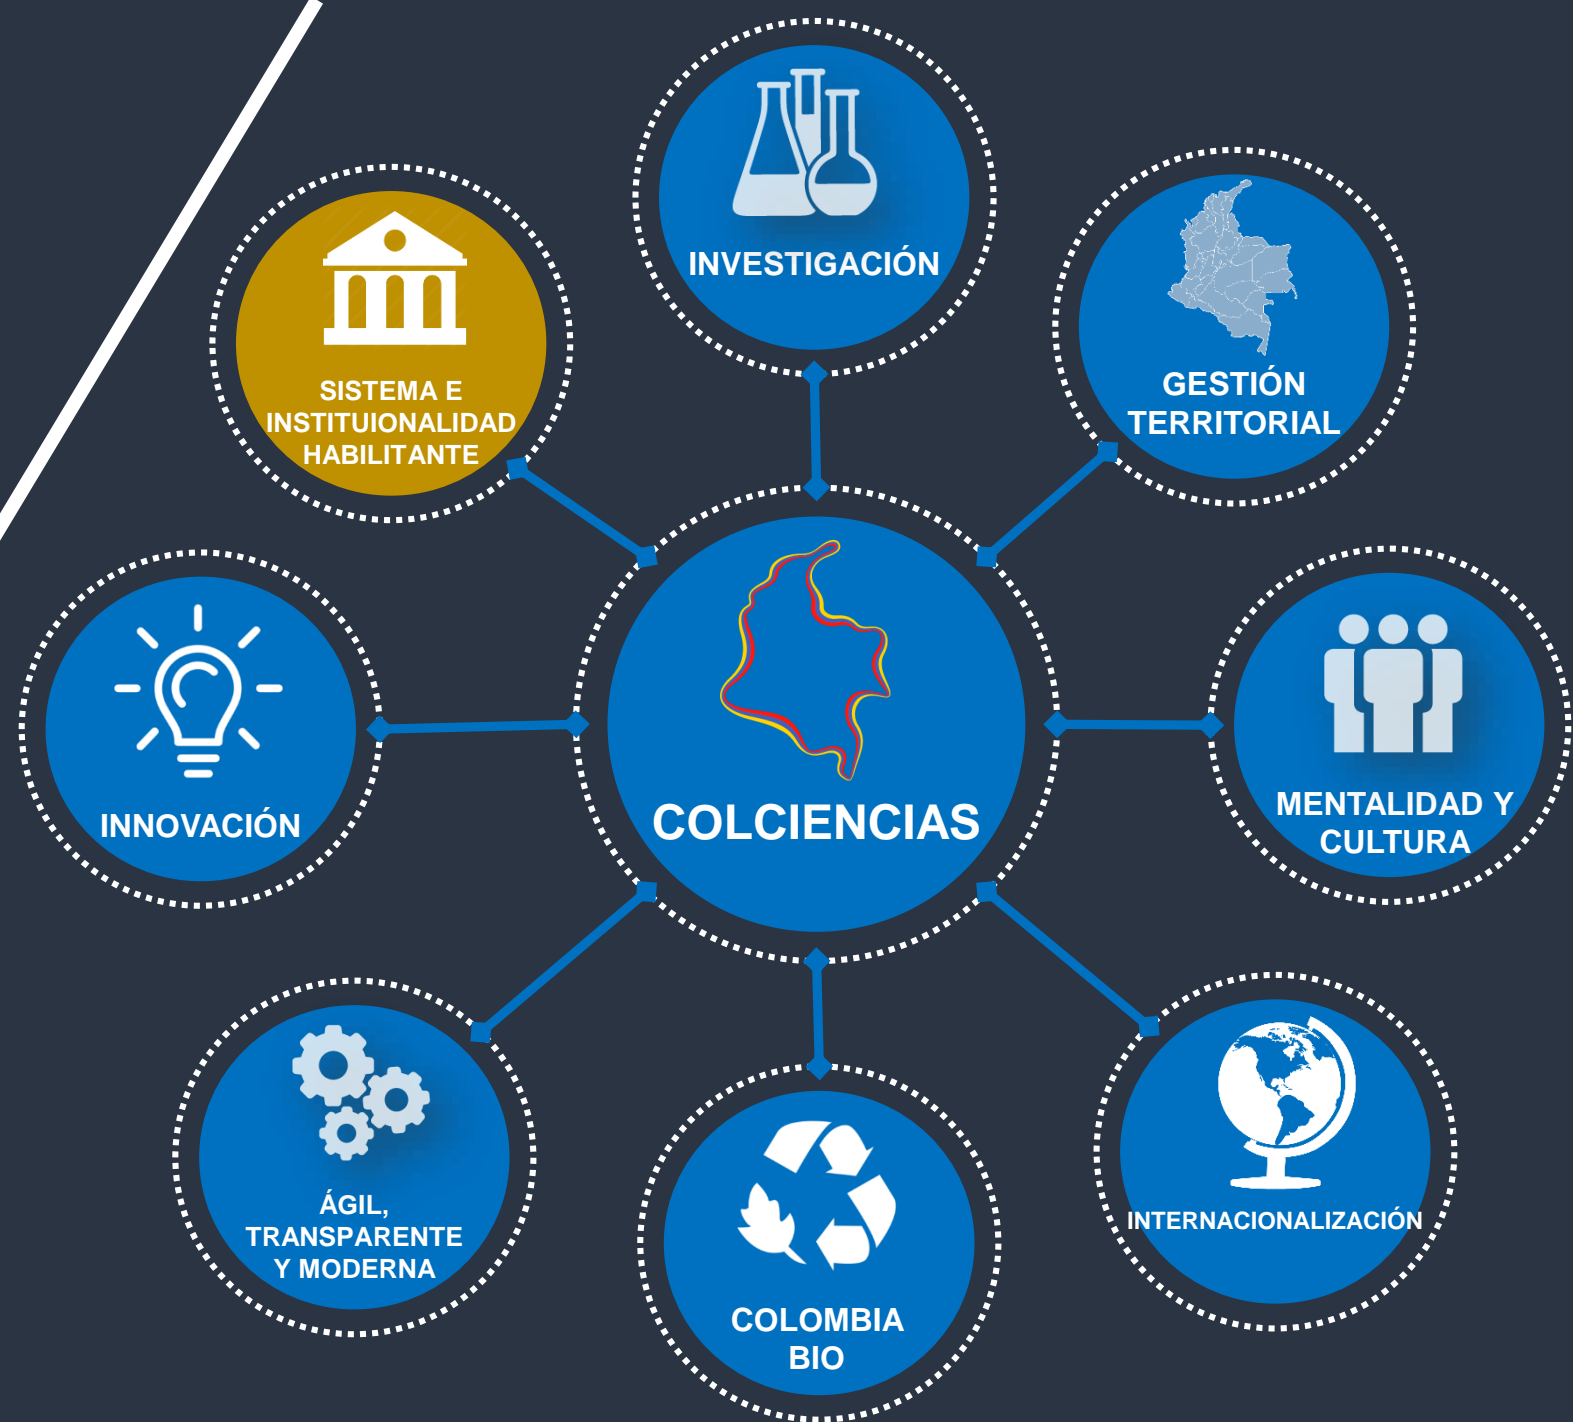 INVESTIGACIÓN
GESTIÓN
TERRITORIAL
SISTEMA E
INSTITUIONALIDAD
HABILITANTE
MENTALIDAD Y
CULTURA
COLCIENCIAS
INNOVACIÓN
INTERNACIONALIZACIÓN
ÁGIL,
TRANSPARENTE
Y MODERNA
COLOMBIA
BIO